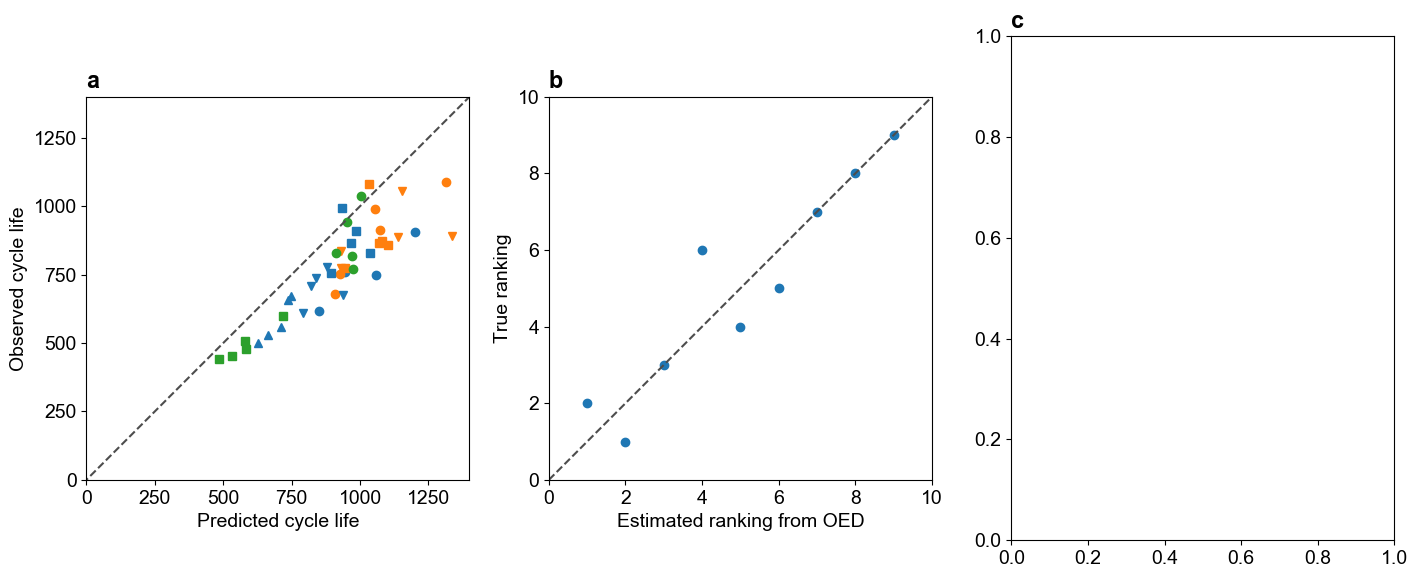 a
1250
1000
750
500
250
0
Observed cycle life
0 250 500 750 1000 1250
Predicted cycle life
b
10
8
6
4
2
0
True ranking
0 2 4 6 8 10
Estimated ranking from OED
c
1.0
0.8
0.6
0.4
0.2
0.0
0.0 0.2 0.4 0.6 0.8 1.0